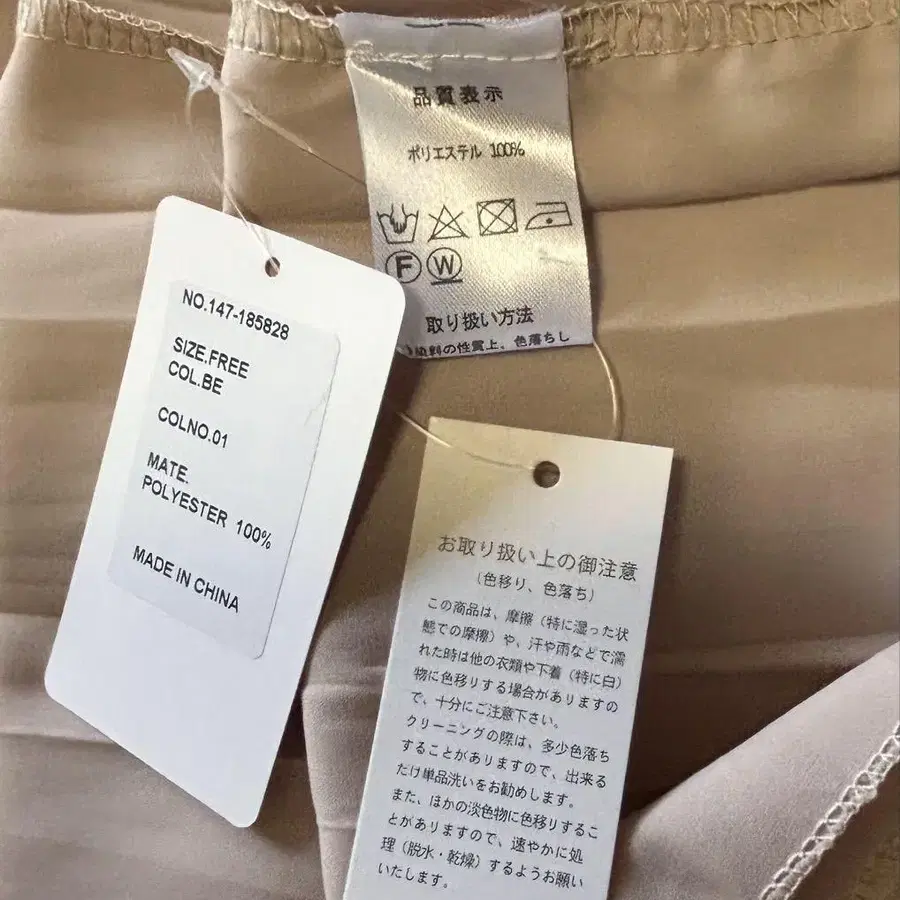 品質表示
ポリエステル 100%
F W
取り扱い方法
染料の性質上、色落ちし
NO.147-185828
SIZE.FREE
COL.BE
COLNO.01
MATE.
POLYESTER 100%
MADE IN CHINA
お取り扱い上の御注意
(色移り、色落ち)
この商品は、摩擦(特に湿った状
態での摩擦)や、汗や雨などで濡
れた時は他の衣類や下着(特に白)
物に色移りする場合がありますの
で、十分にご注意下さい。
クリーニングの際は、多少色落ち
することがありますので、出来る
だけ単品洗いをお勧めします。
また、ほかの淡色物に色移りするこ
とがありますので、速やかに処
理(脱水・乾燥)するようお願い
いたします。